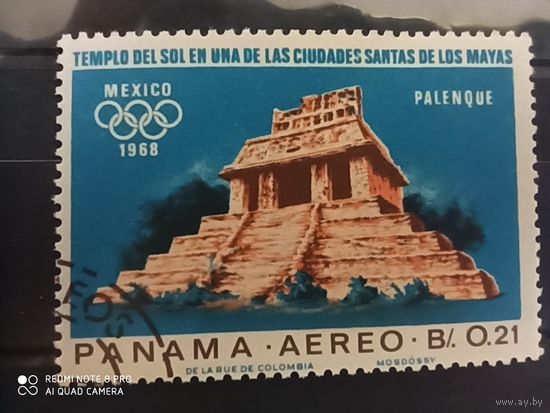 TEMPLO DEL SOL EN UNA DE LAS CIUDADES SANTAS DE LOS MAYAS
MEXICO
1968
PALENQUE
PANAMA · AEREO · B/. 0.21
DE LA RUE DE COLOMBIA
MOSDÓSSY
REDMI NOTE 8 PRO
AI QUAD CAMERA
www.ay.by